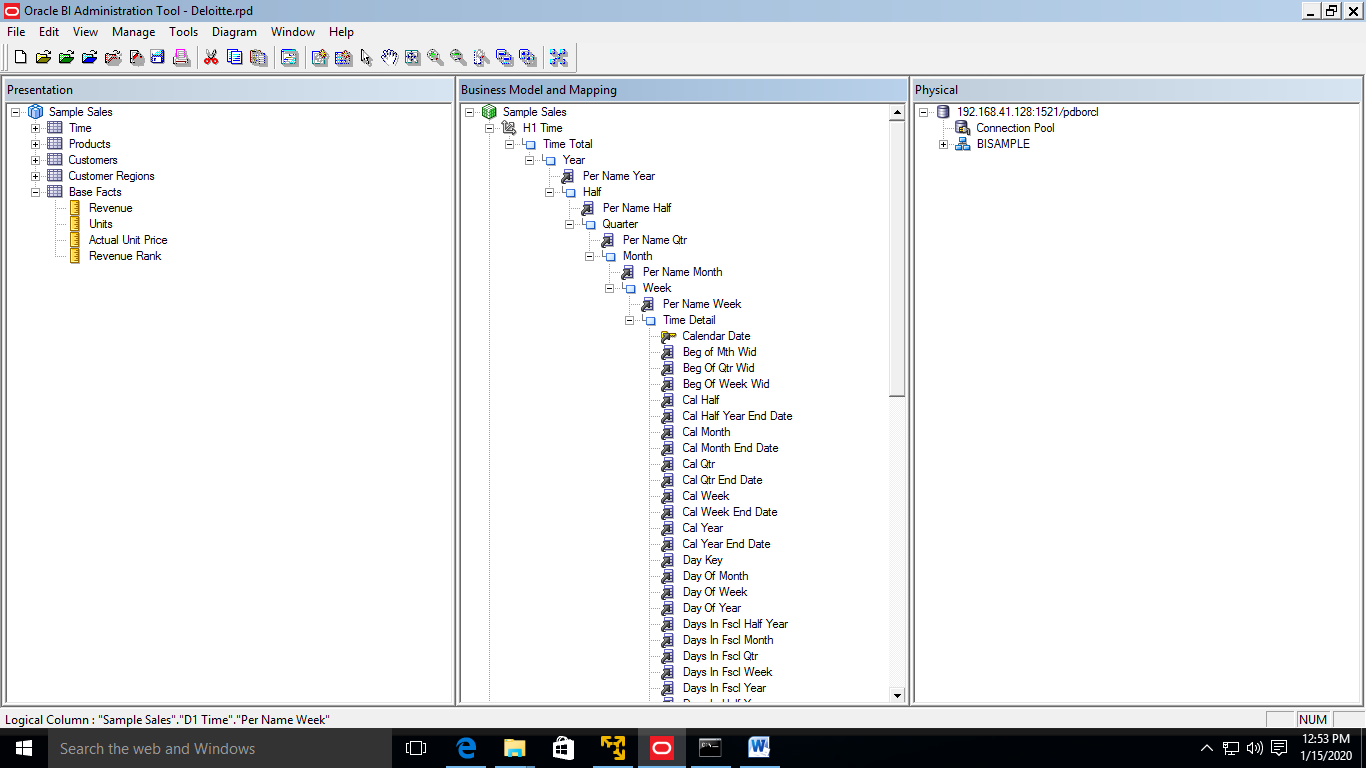 Oracle BI Administration Tool - Deloitte.rpd
File Edit View Manage Tools Diagram Window Help
Presentation
Sample Sales
Time
Products
Customers
Customer Regions
Base Facts
Revenue
Units
Actual Unit Price
Revenue Rank
Business Model and Mapping
Sample Sales
H1 Time
Time Total
Year
Per Name Year
Half
Per Name Half
Quarter
Per Name Qtr
Month
Per Name Month
Week
Per Name Week
Time Detail
Calendar Date
Beg of Mth Wid
Beg Of Qtr Wid
Beg Of Week Wid
Cal Half
Cal Half Year End Date
Cal Month
Cal Month End Date
Cal Qtr
Cal Qtr End Date
Cal Week
Cal Week End Date
Cal Year
Cal Year End Date
Day Key
Day Of Month
Day Of Week
Day Of Year
Days In Fscl Half Year
Days In Fscl Month
Days In Fscl Qtr
Days In Fscl Week
Days In Fscl Year
Physical
192.168.41.128:1521/pdborcl
Connection Pool
BISAMPLE
Logical Column : "Sample Sales"."D1 Time"."Per Name Week"
NUM
Search the web and Windows
12:53 PM
1/15/2020